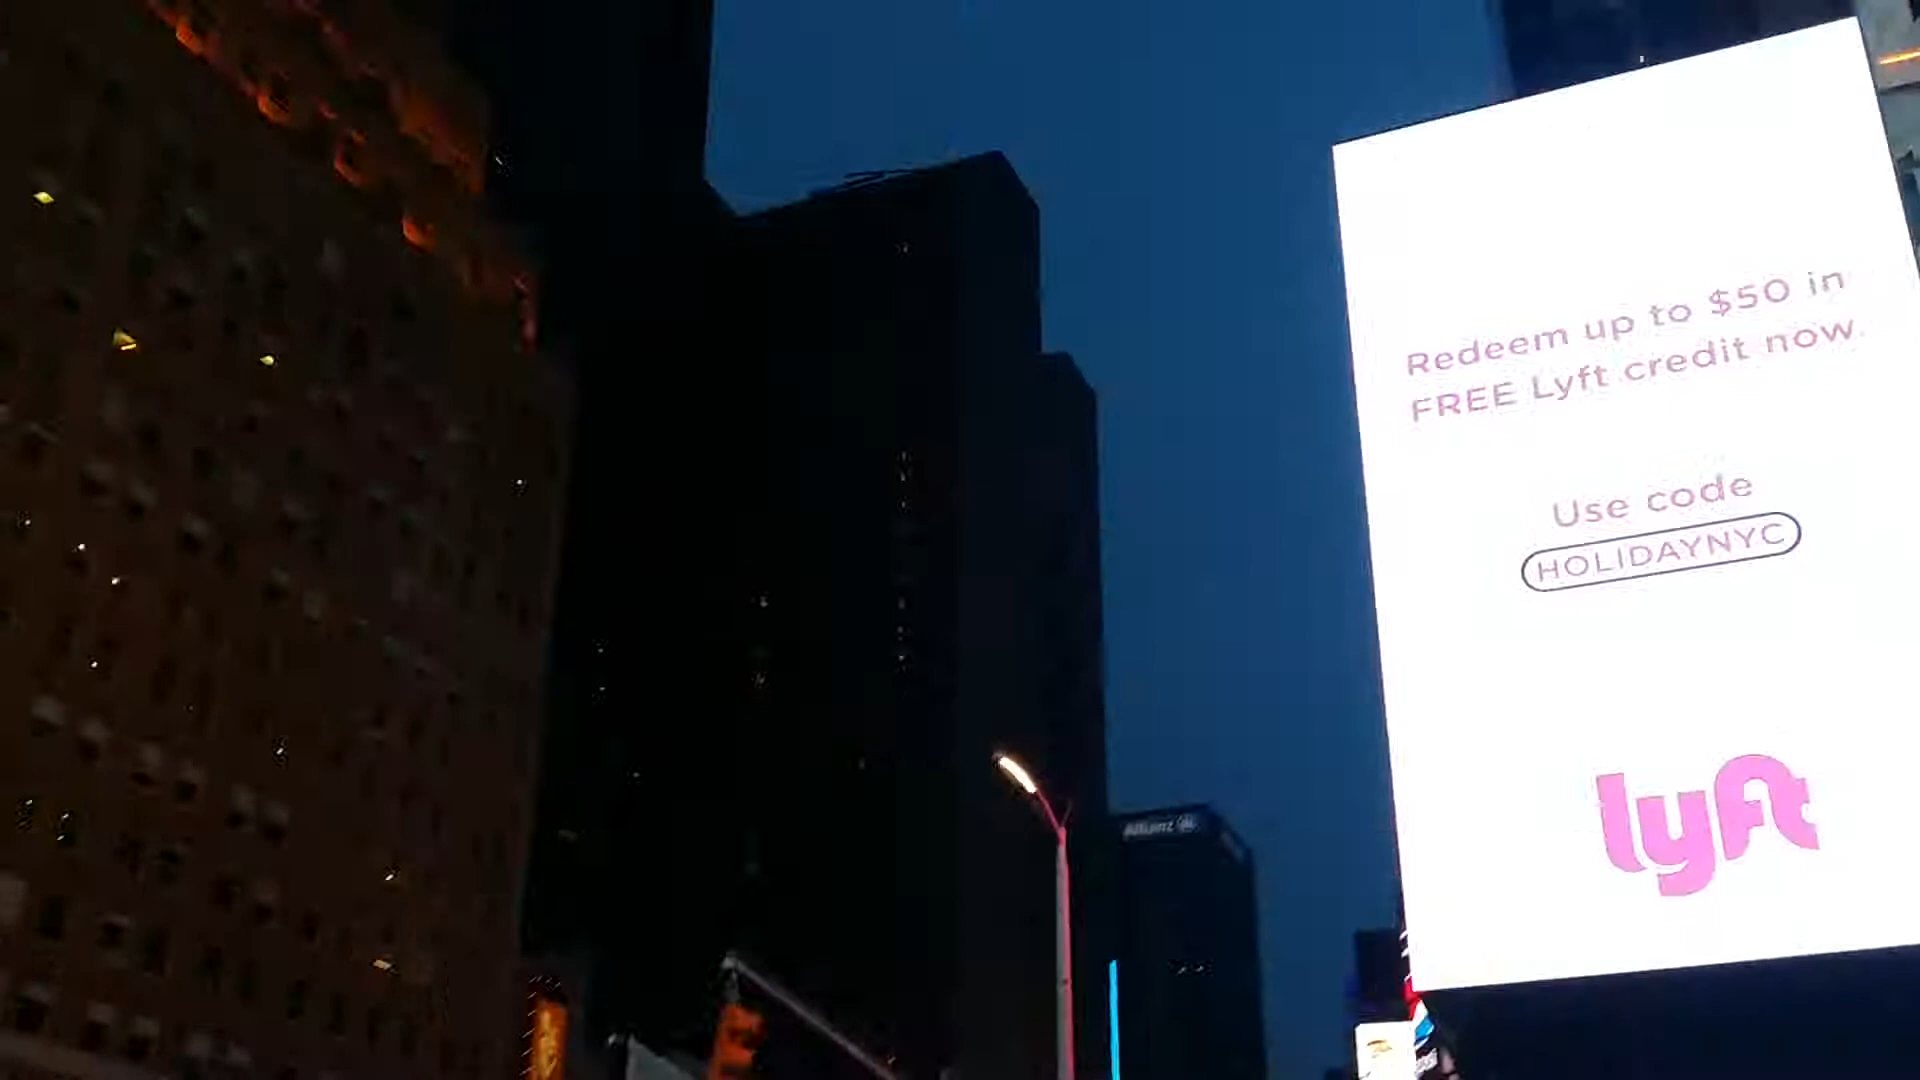 Redeem up to $50 in
FREE Lyft credit now.
Use code
HOLIDAYNYC
lyft
Allianz